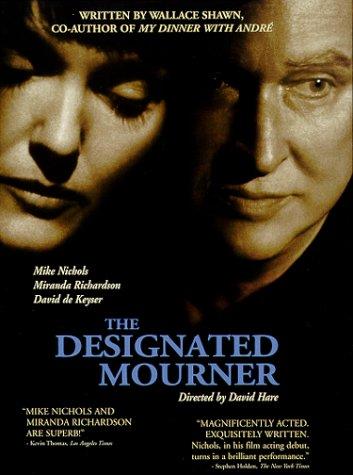 WRITTEN BY WALLACE SHAWN,
CO-AUTHOR OF MY DINNER WITH ANDRÉ
Mike Nichols
Miranda Richardson
David de Keyser
THE
DESIGNATED
MOURNER
Directed by David Hare
"MIKE NICHOLS AND
MIRANDA RICHARDSON
ARE SUPERB!"
- Kevin Thomas, Los Angeles Times
"MAGNIFICENTLY ACTED.
EXQUISITELY WRITTEN.
Nichols, in his film acting debut,
turns in a brilliant performance."
- Stephen Holden, The New York Times